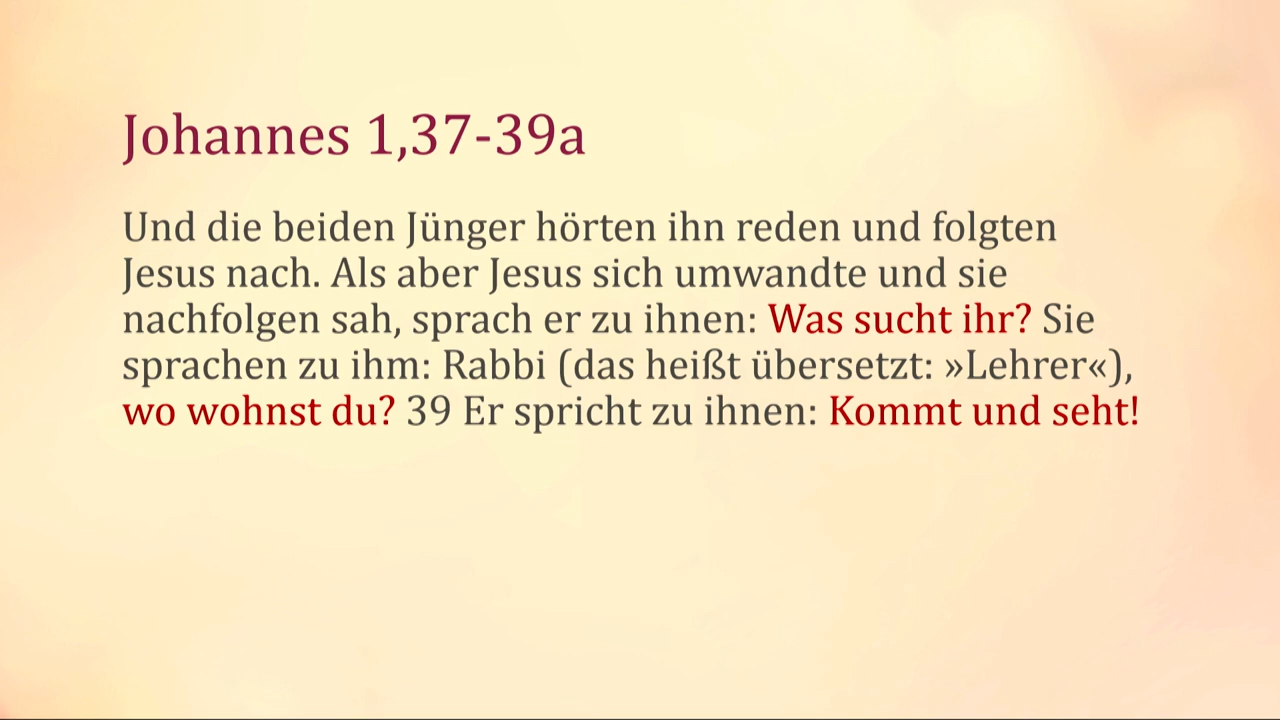 Johannes 1,37-39a
Und die beiden Jünger hörten ihn reden und folgten
Jesus nach. Als aber Jesus sich umwandte und sie
nachfolgen sah, sprach er zu ihnen: Was sucht ihr? Sie
sprachen zu ihm: Rabbi (das heißt übersetzt: »Lehrer«),
wo wohnst du? 39 Er spricht zu ihnen: Kommt und seht!